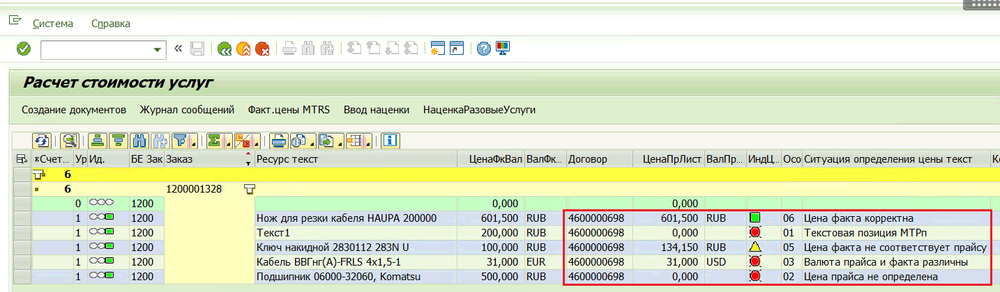 Система Справка
Расчет стоимости услуг
Создание документов Журнал сообщений Факт.цены MTRS Ввод наценки НаценкаРазовыеУслуги
Счет... Ур Ид. БЕ Зак Заказ Ресурс текст ЦенаФкВал ВалФк... Договор ЦенаПрЛист ВалПр... ИндЦ... Осо Ситуация определения цены текст
6
6 1200001328
0 1200 0,000 0,000
1 1200 Нож для резки кабеля HAUPA 200000 601,500 RUB 4600000698 601,500 RUB 06 Цена факта корректна
1 1200 Текст1 200,000 RUB 4600000698 0,000 01 Текстовая позиция МТРп
1 1200 Ключ накидной 2830112 283N U 100,000 RUB 4600000698 134,150 RUB 05 Цена факта не соответствует прайсу
1 1200 Кабель ВВГнг(А)-FRLS 4х1,5-1 31,000 EUR 4600000698 31,000 USD 03 Валюта прайса и факта различны
1 1200 Подшипник 06000-32060, Komatsu 500,000 RUB 4600000698 0,000 02 Цена прайса не определена